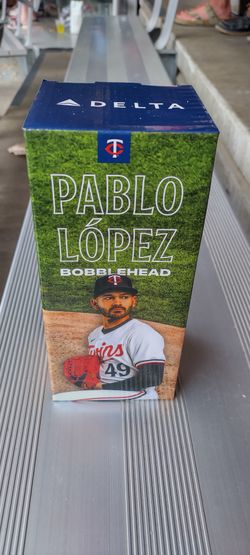 DELTA
TC
PABLO
LÓPEZ
BOBBLEHEAD
Twins
49